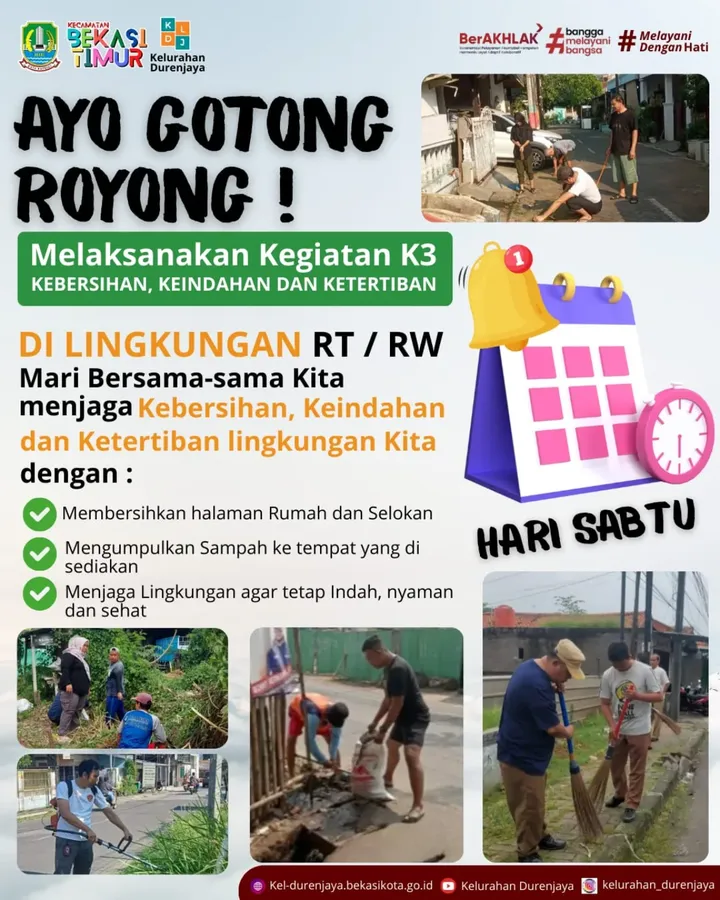 KECAMATAN
BEKASI
TIMUR
K L
D J
Kelurahan
Durenjaya
BerAKHLAK
#bangga
melayani
bangsa
#Melayani
Dengan Hati
AYO GOTONG
ROYONG !
Melaksanakan Kegiatan K3
KEBERSIHAN, KEINDAHAN DAN KETERTIBAN
1
DI LINGKUNGAN RT / RW
Mari Bersama-sama Kita
menjaga Kebersihan, Keindahan
dan Ketertiban lingkungan Kita
dengan :
Membersihkan halaman Rumah dan Selokan
Mengumpulkan Sampah ke tempat yang di
sediakan
Menjaga Lingkungan agar tetap Indah, nyaman
dan sehat
HARI SABTU
Kel-durenjaya.bekasikota.go.id
Kelurahan Durenjaya
kelurahan_durenjaya